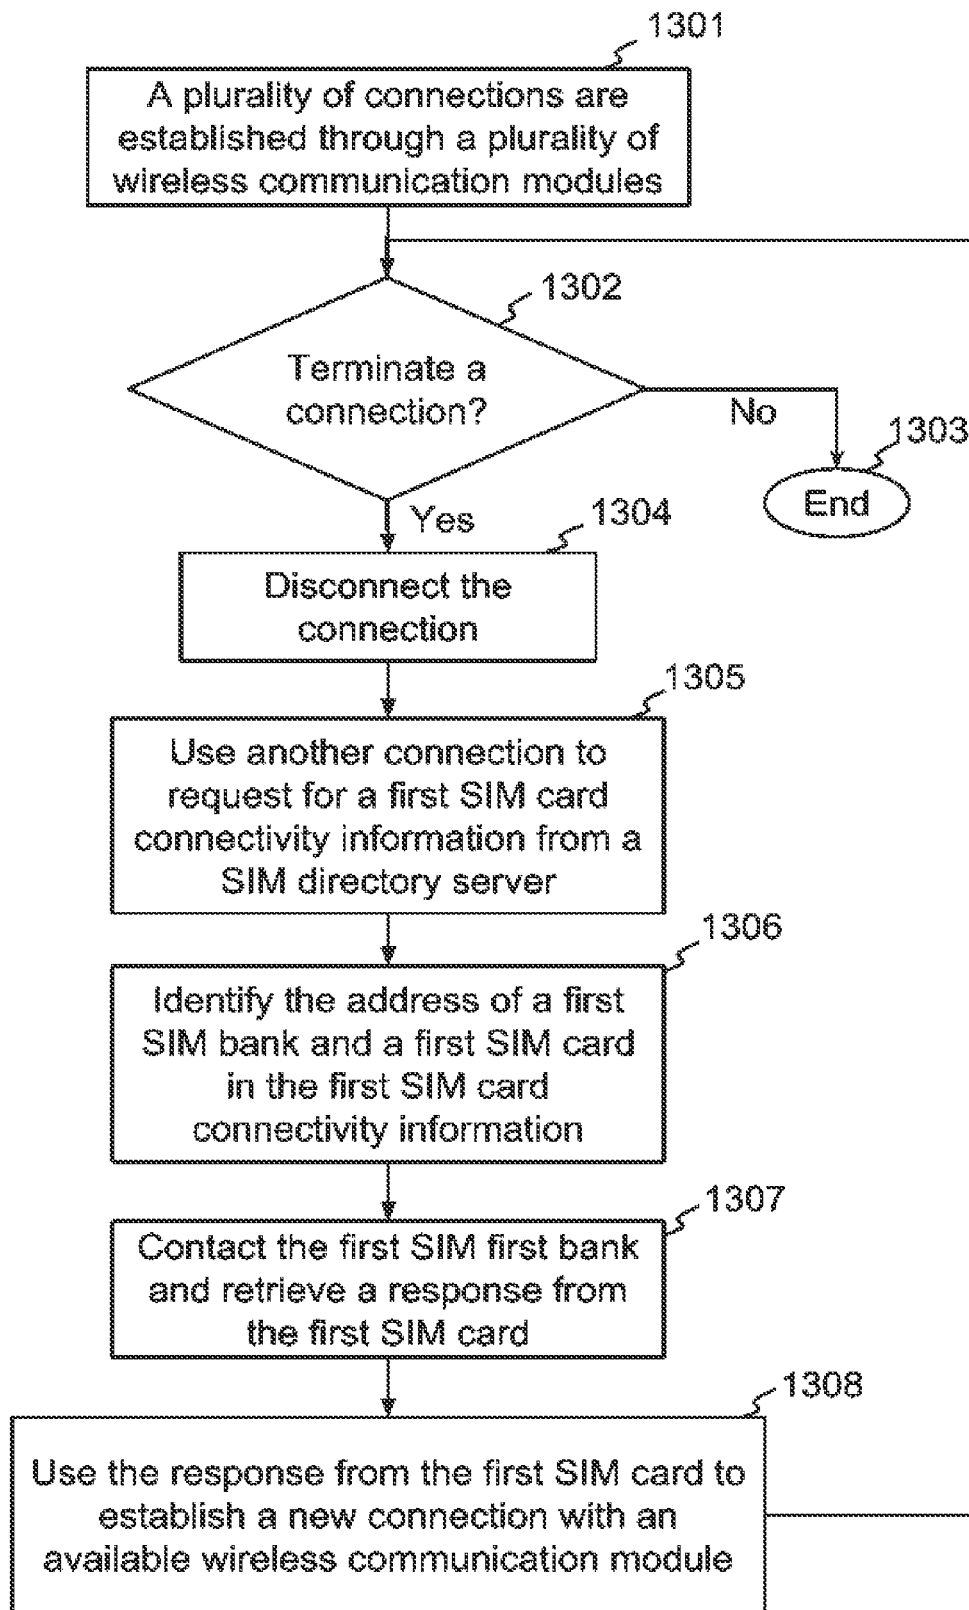 1301
A plurality of connections are
established through a plurality of
wireless communication modules
1302
Terminate a
connection?
No
1303
End
Yes
1304
Disconnect the
connection
1305
Use another connection to
request for a first SIM card
connectivity information from a
SIM directory server
1306
Identify the address of a first
SIM bank and a first SIM card
in the first SIM card
connectivity information
1307
Contact the first SIM first bank
and retrieve a response from
the first SIM card
1308
Use the response from the first SIM card to
establish a new connection with an
available wireless communication module